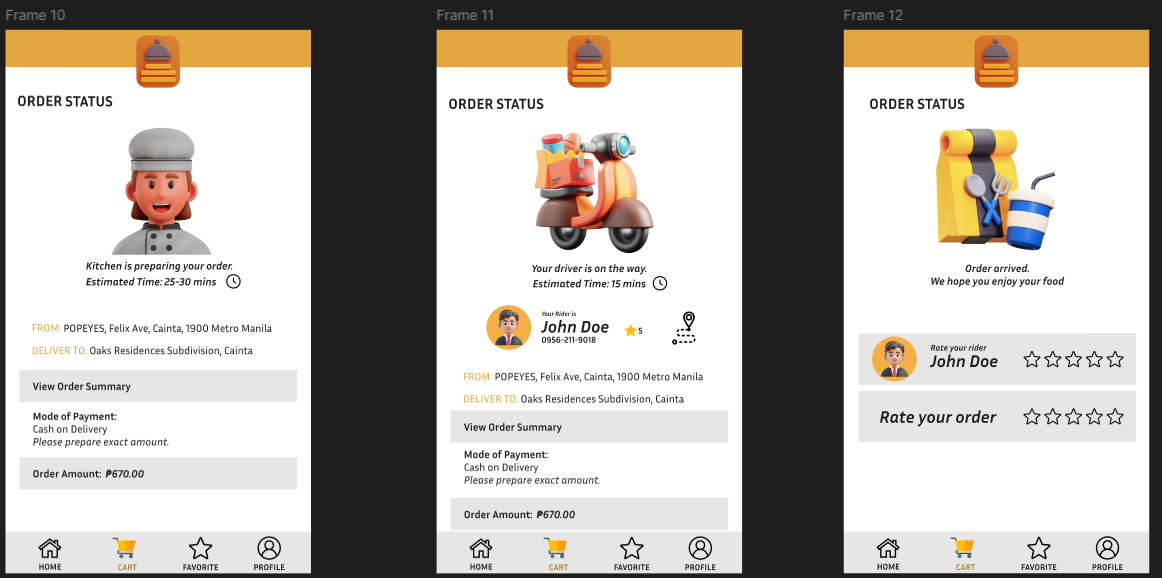 Frame 10
ORDER STATUS
Kitchen is preparing your order.
Estimated Time: 25-30 mins
FROM: POPEYES, Felix Ave, Cainta, 1900 Metro Manila
DELIVER TO: Oaks Residences Subdivision, Cainta
View Order Summary
Mode of Payment:
Cash on Delivery
Please prepare exact amount.
Order Amount: ₱670.00
HOME CART FAVORITE PROFILE
Frame 11
ORDER STATUS
Your driver is on the way.
Estimated Time: 15 mins
Your Rider is
John Doe
0956-211-9018
5
FROM: POPEYES, Felix Ave, Cainta, 1900 Metro Manila
DELIVER TO: Oaks Residences Subdivision, Cainta
View Order Summary
Mode of Payment:
Cash on Delivery
Please prepare exact amount.
Order Amount: ₱670.00
HOME CART FAVORITE PROFILE
Frame 12
ORDER STATUS
Order arrived.
We hope you enjoy your food
Rate your rider
John Doe
Rate your order
HOME CART FAVORITE PROFILE